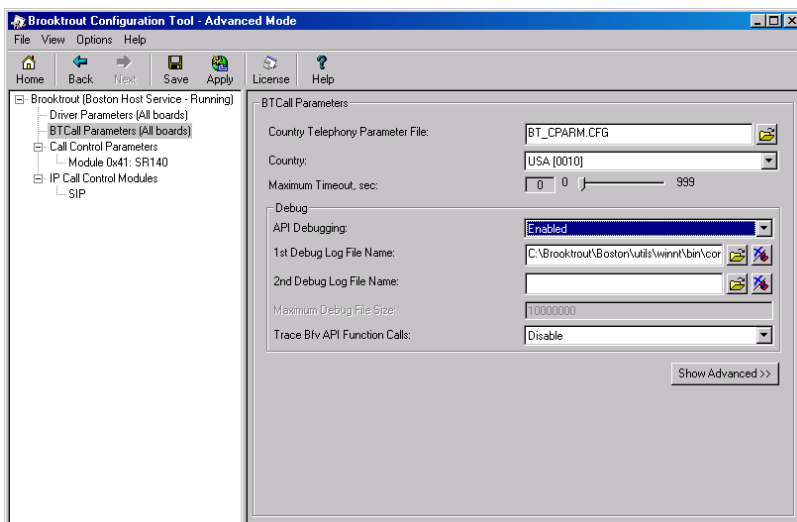 Brooktrout Configuration Tool - Advanced Mode
File View Options Help
Home Back Next Save Apply License Help
Brooktrout (Boston Host Service - Running)
Driver Parameters (All boards)
BTCall Parameters (All boards)
Call Control Parameters
Module 0x41: SR140
IP Call Control Modules
SIP
BTCall Parameters
Country Telephony Parameter File: BT_CPARM.CFG
Country: USA [0010]
Maximum Timeout, sec: 0 0 999
Debug
API Debugging: Enabled
1st Debug Log File Name: C:\Brooktrout\Boston\utils\winnt\bin\cor
2nd Debug Log File Name:
Maximum Debug File Size: 10000000
Trace Bfv API Function Calls: Disable
Show Advanced >>